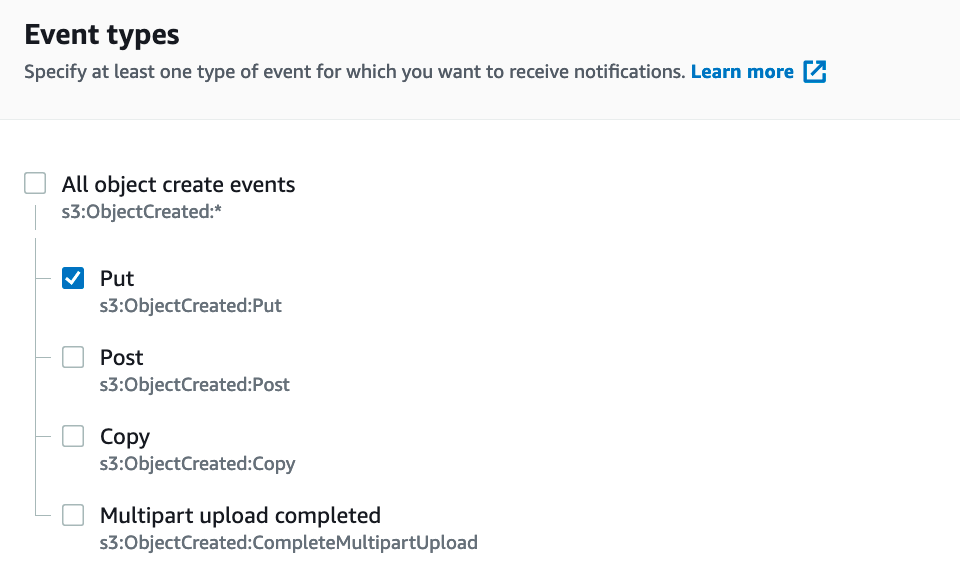 Event types
Specify at least one type of event for which you want to receive notifications. Learn more
All object create events
s3:ObjectCreated:*
Put
s3:ObjectCreated:Put
Post
s3:ObjectCreated:Post
Copy
s3:ObjectCreated:Copy
Multipart upload completed
s3:ObjectCreated:CompleteMultipartUpload